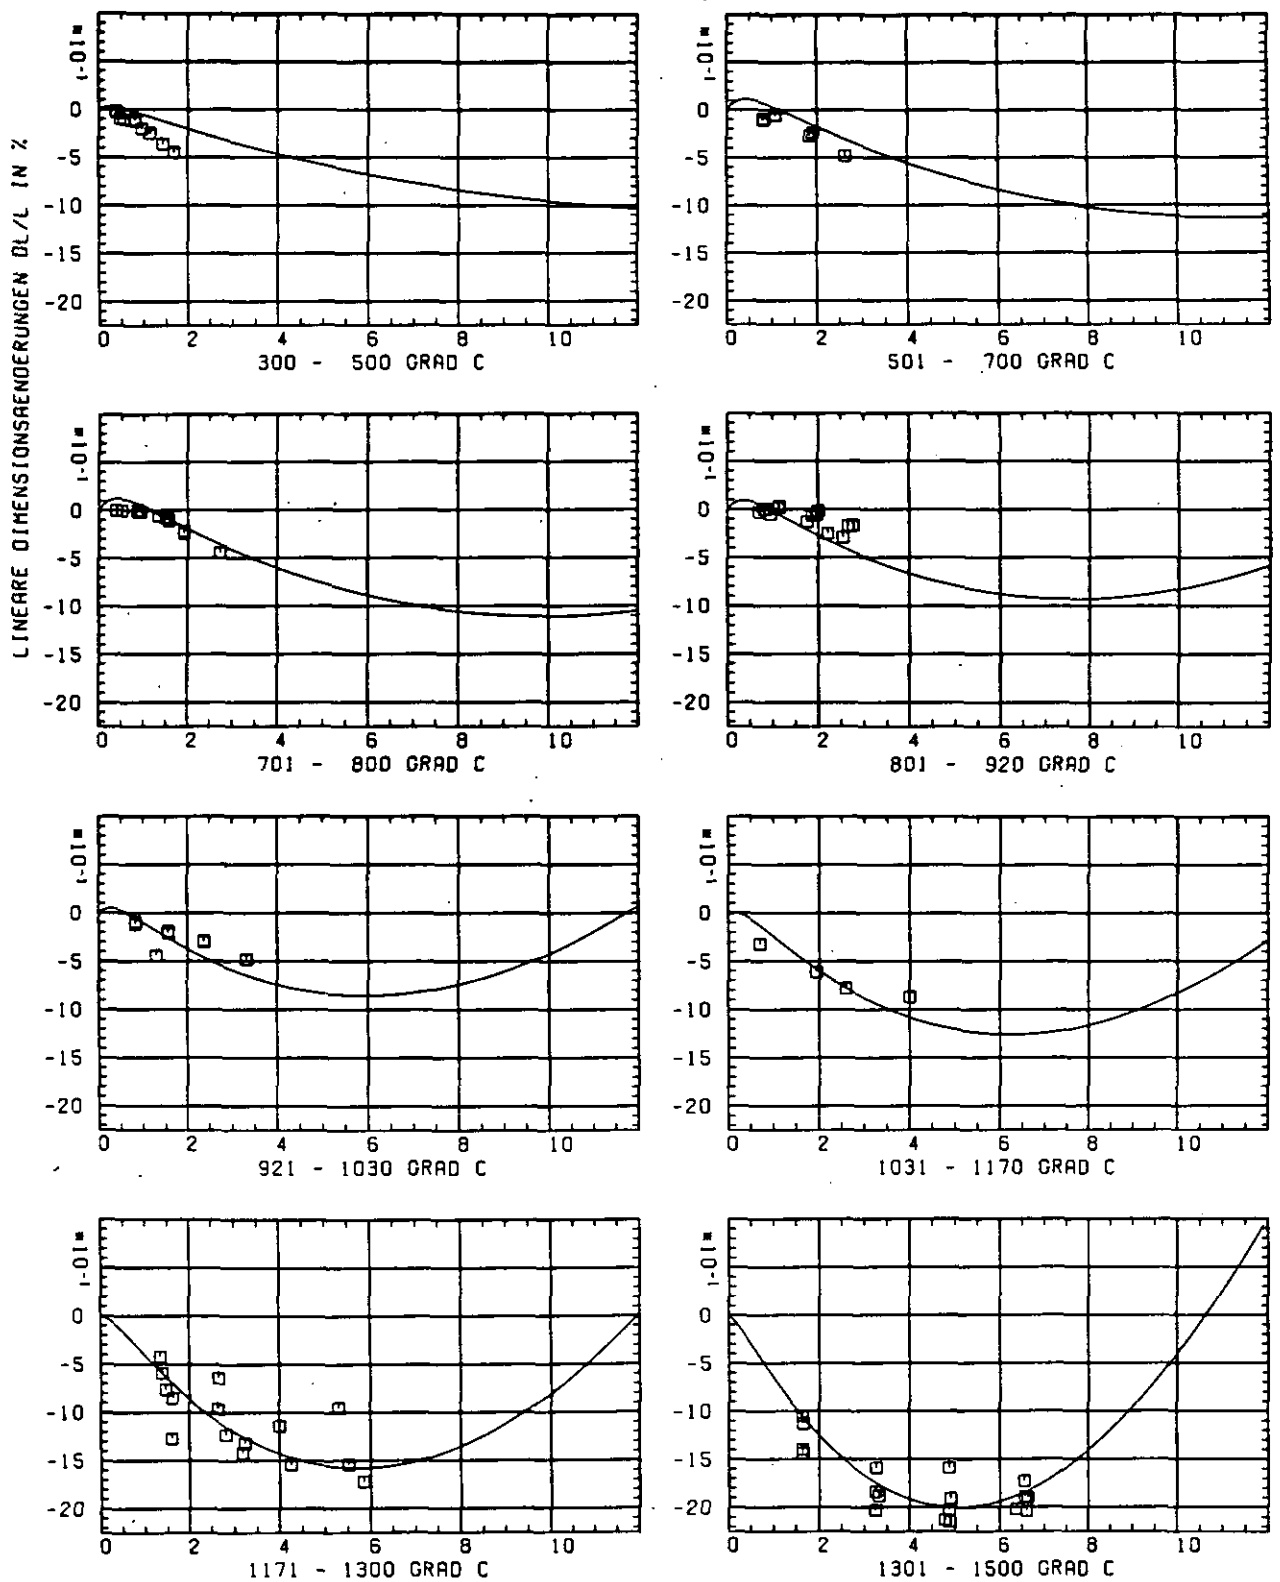 LINEARE DIMENSIONSAENDERUNGEN DL/L IN %
*10-1
0
-5
-10
-15
-20
0 2 4 6 8 10
300 - 500 GRAD C
*10-1
0
-5
-10
-15
-20
0 2 4 6 8 10
501 - 700 GRAD C
*10-1
0
-5
-10
-15
-20
0 2 4 6 8 10
701 - 800 GRAD C
*10-1
0
-5
-10
-15
-20
0 2 4 6 8 10
801 - 920 GRAD C
*10-1
0
-5
-10
-15
-20
0 2 4 6 8 10
921 - 1030 GRAD C
*10-1
0
-5
-10
-15
-20
0 2 4 6 8 10
1031 - 1170 GRAD C
*10-1
0
-5
-10
-15
-20
0 2 4 6 8 10
1171 - 1300 GRAD C
*10-1
0
-5
-10
-15
-20
0 2 4 6 8 10
1301 - 1500 GRAD C